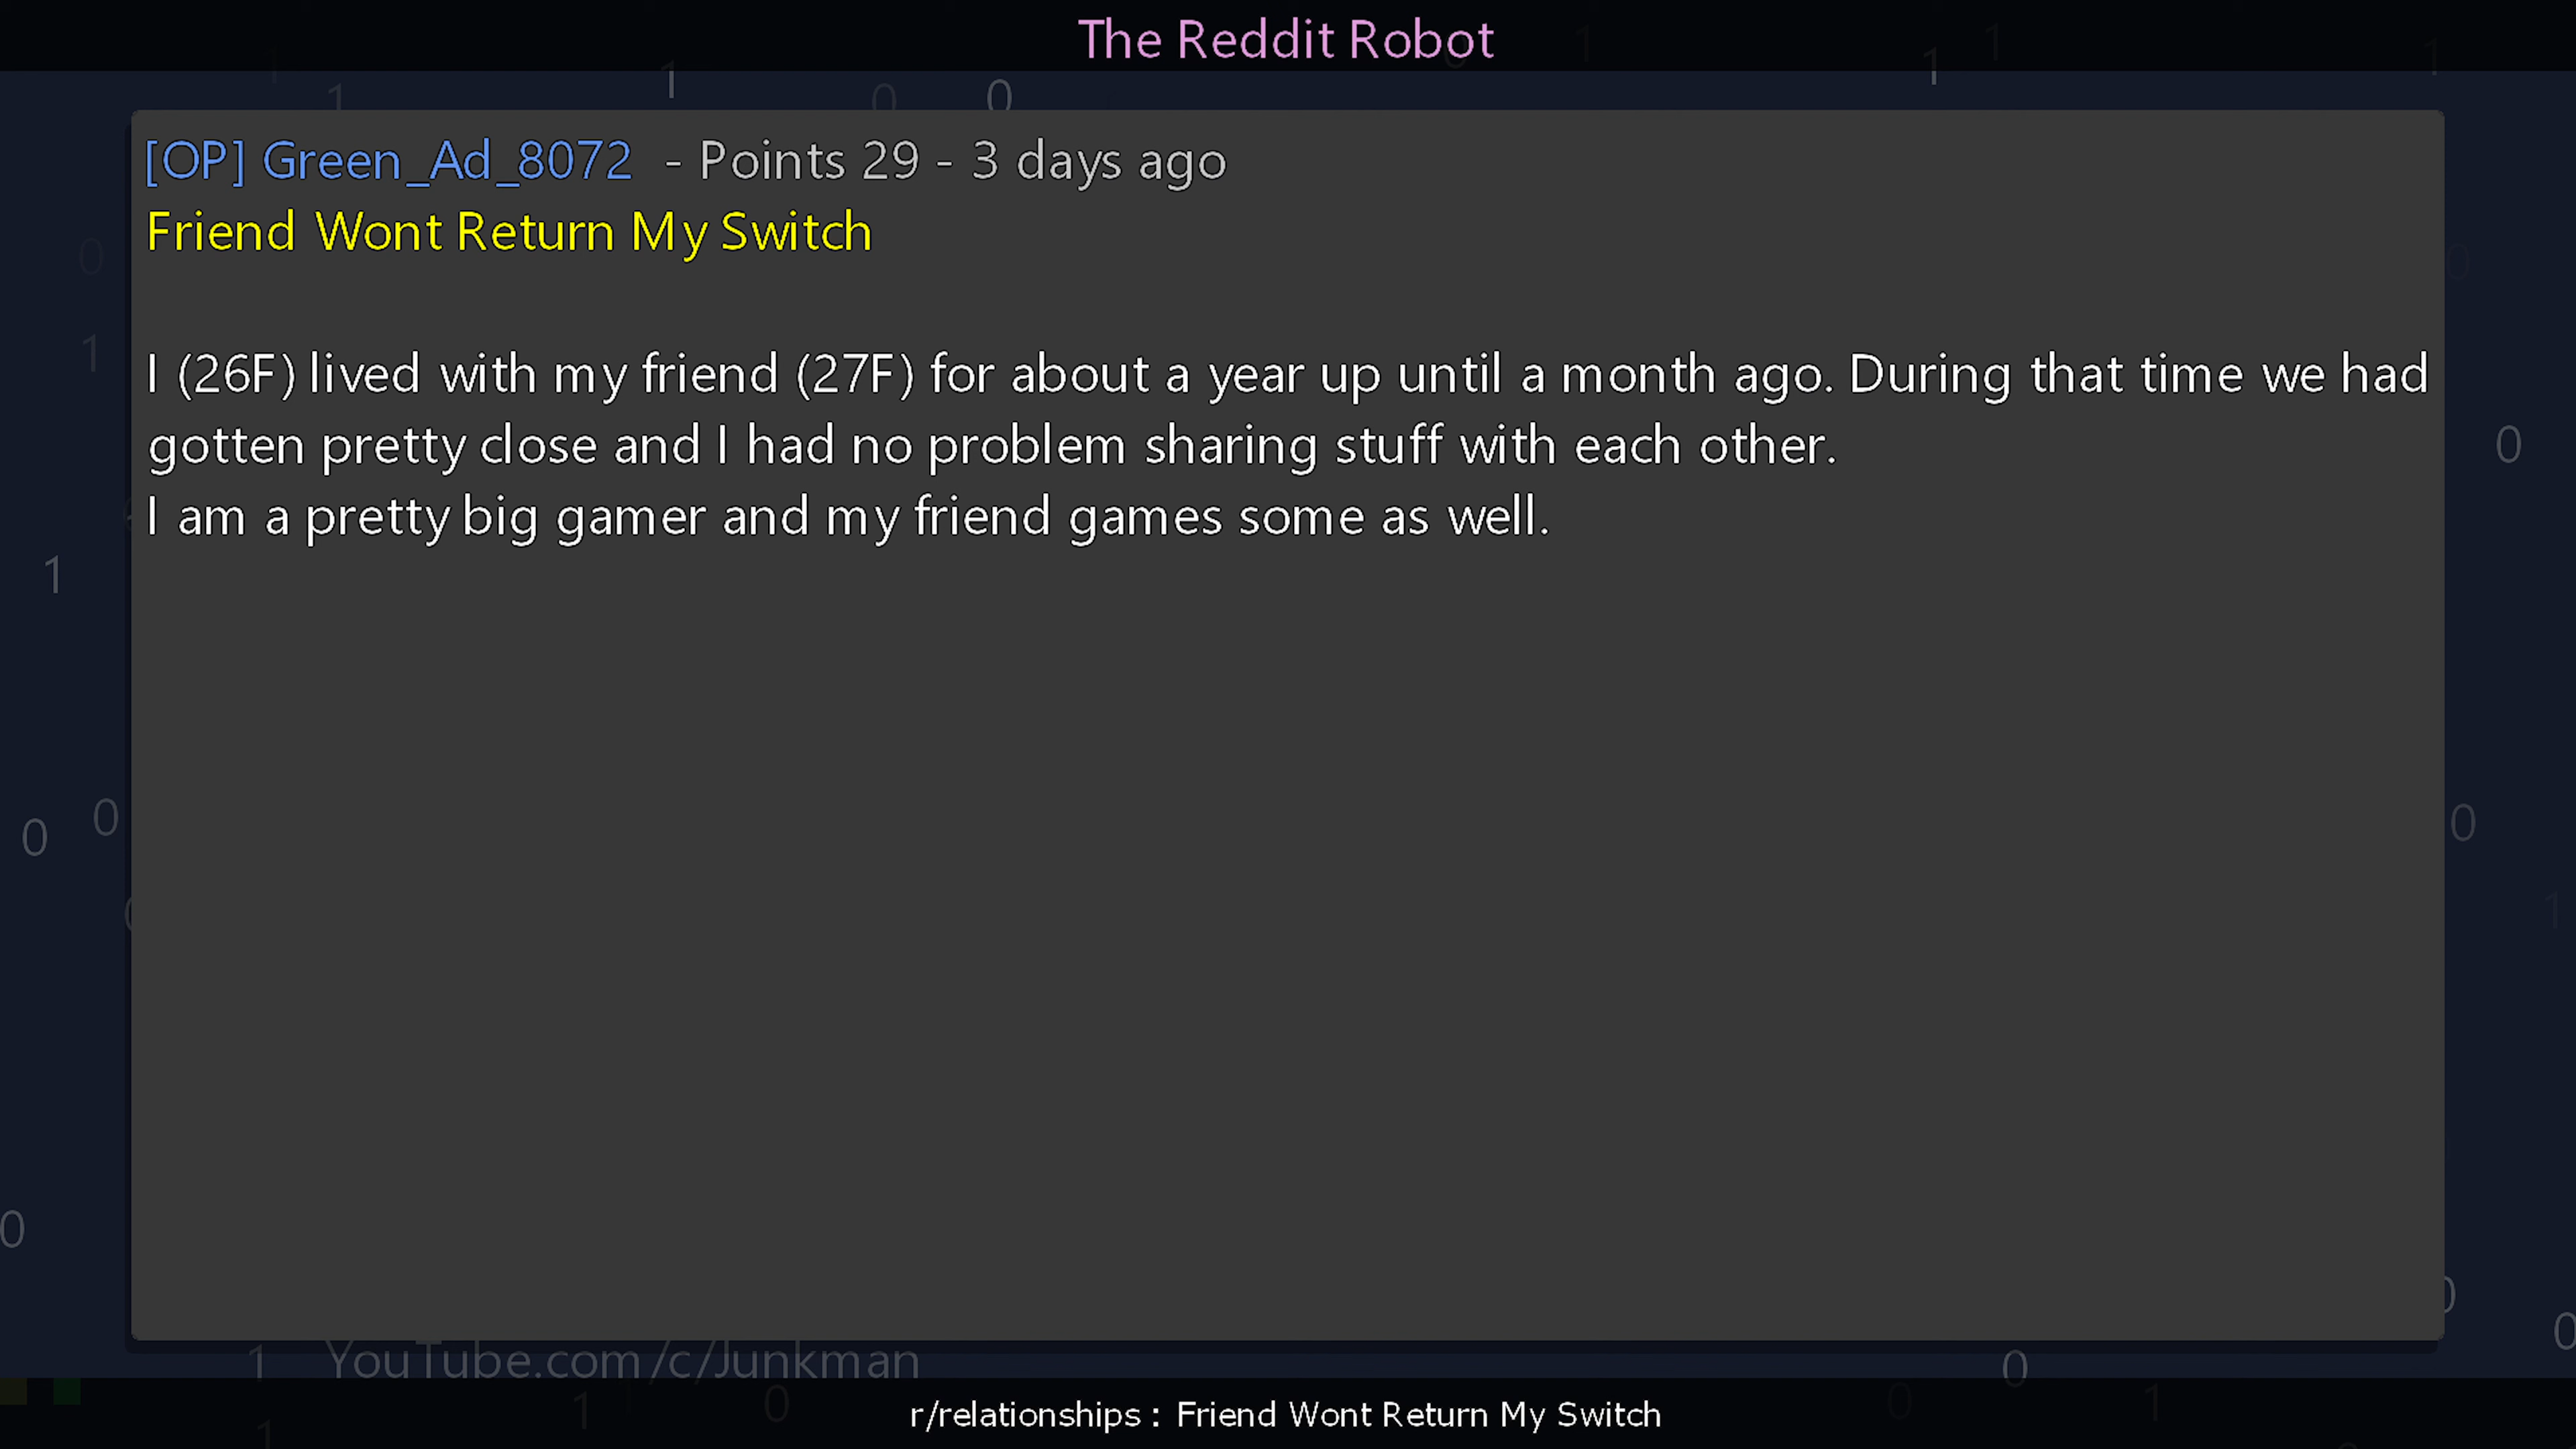 The Reddit Robot
[OP] Green_Ad_8072 - Points 29 - 3 days ago
Friend Wont Return My Switch
I (26F) lived with my friend (27F) for about a year up until a month ago. During that time we had
gotten pretty close and I had no problem sharing stuff with each other.
I am a pretty big gamer and my friend games some as well.
YouTube.com/c/Junkman
r/relationships : Friend Wont Return My Switch